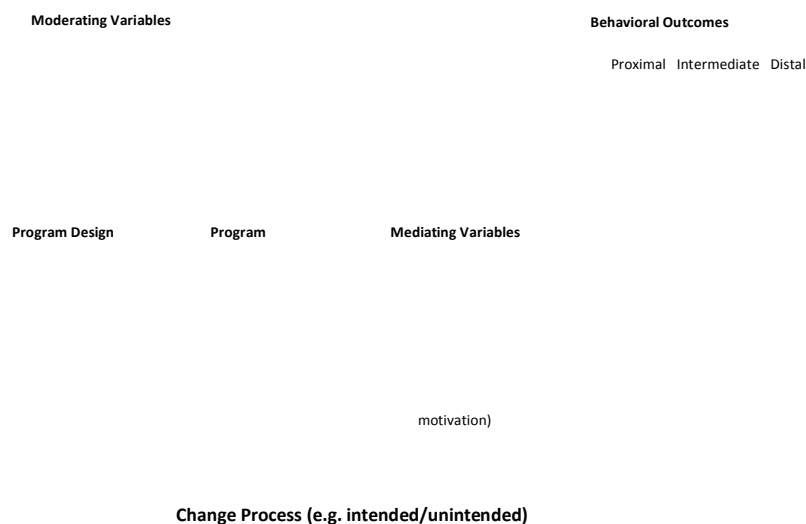 Moderating Variables
Behavioral Outcomes
Proximal Intermediate Distal
Program Design
Program
Mediating Variables
motivation)
Change Process (e.g. intended/unintended)